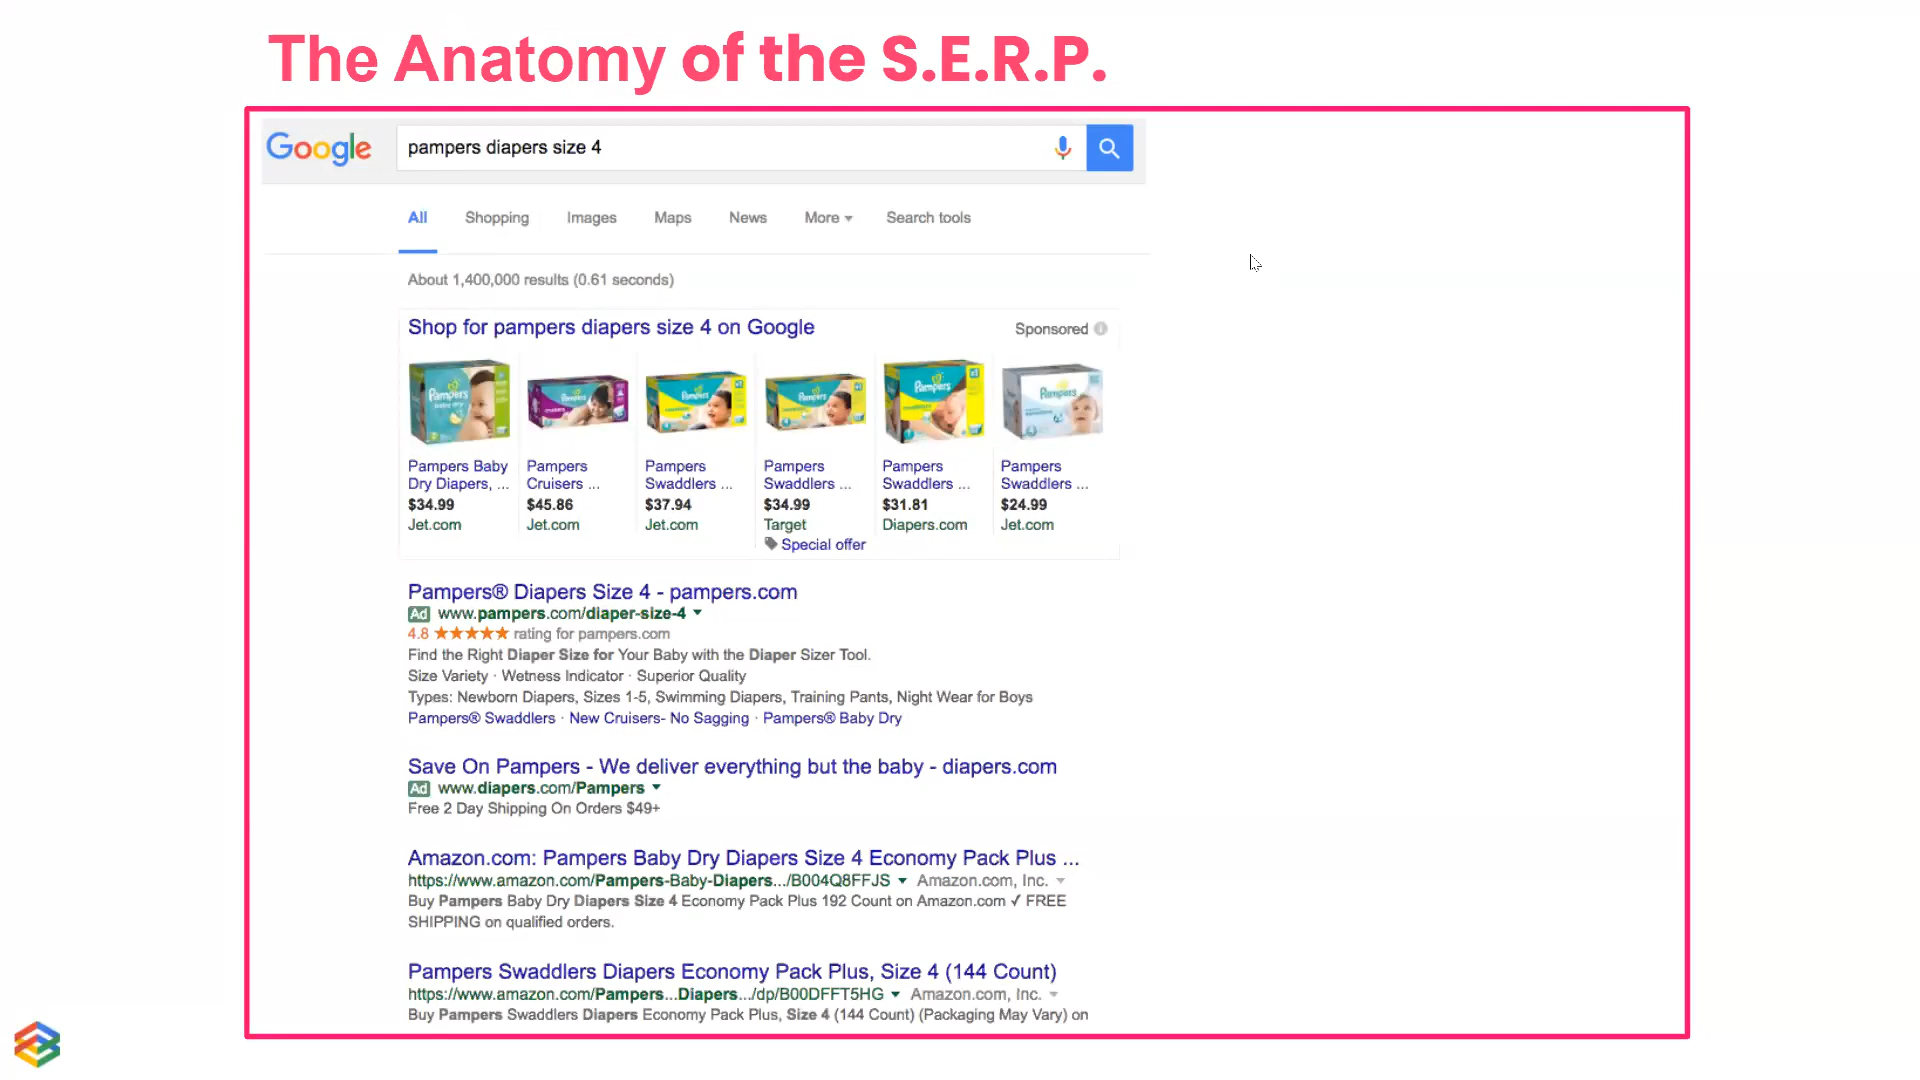 The Anatomy of the S.E.R.P.
Google
pampers diapers size 4
All Shopping Images Maps News More Search tools
About 1,400,000 results (0.61 seconds)
Shop for pampers diapers size 4 on Google
Sponsored
Pampers Baby Dry Diapers, ...
$34.99
Jet.com
Pampers Cruisers ...
$45.86
Jet.com
Pampers Swaddlers ...
$37.94
Jet.com
Pampers Swaddlers ...
$34.99
Target
Special offer
Pampers Swaddlers ...
$31.81
Diapers.com
Pampers Swaddlers ...
$24.99
Jet.com
Pampers® Diapers Size 4 - pampers.com
Ad www.pampers.com/diaper-size-4
4.8 ★★★★★ rating for pampers.com
Find the Right Diaper Size for Your Baby with the Diaper Sizer Tool.
Size Variety · Wetness Indicator · Superior Quality
Types: Newborn Diapers, Sizes 1-5, Swimming Diapers, Training Pants, Night Wear for Boys
Pampers® Swaddlers · New Cruisers- No Sagging · Pampers® Baby Dry
Save On Pampers - We deliver everything but the baby - diapers.com
Ad www.diapers.com/Pampers
Free 2 Day Shipping On Orders $49+
Amazon.com: Pampers Baby Dry Diapers Size 4 Economy Pack Plus ...
https://www.amazon.com/Pampers-Baby-Diapers.../B004Q8FFJS Amazon.com, Inc.
Buy Pampers Baby Dry Diapers Size 4 Economy Pack Plus 192 Count on Amazon.com ✓ FREE
SHIPPING on qualified orders.
Pampers Swaddlers Diapers Economy Pack Plus, Size 4 (144 Count)
https://www.amazon.com/Pampers...Diapers.../dp/B00DFFT5HG Amazon.com, Inc.
Buy Pampers Swaddlers Diapers Economy Pack Plus, Size 4 (144 Count) (Packaging May Vary) on